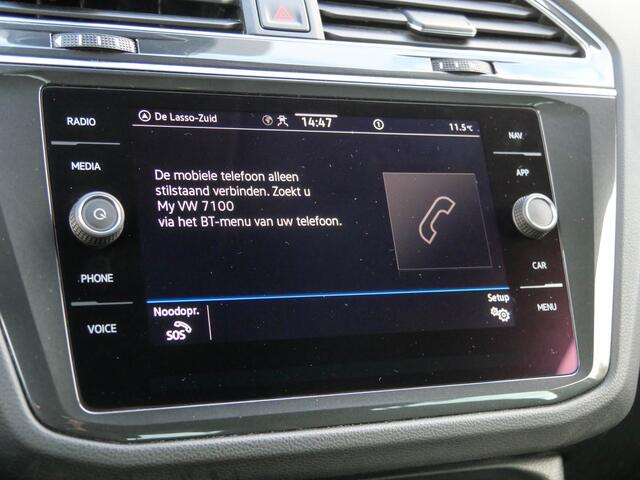 RADIO
MEDIA
PHONE
VOICE
De Lasso-Zuid
14:47
1
11.5°C
De mobiele telefoon alleen
stilstaand verbinden. Zoekt u
My VW 7100
via het BT-menu van uw telefoon.
Noodopr.
SOS
Setup
NAV
APP
CAR
MENU